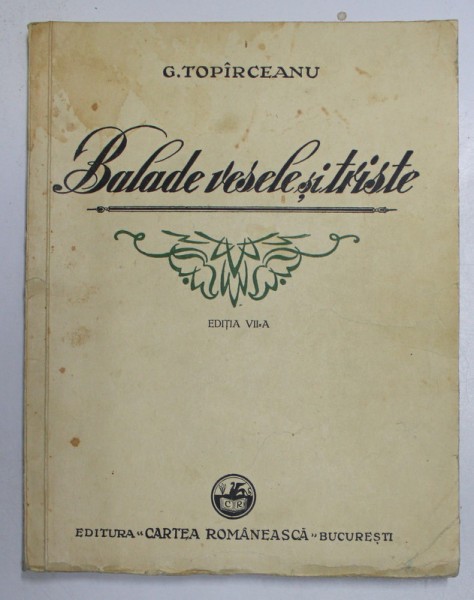 G. TOPÎRCEANU
Balade vesele și triste
EDIȚIA VII-A
CR
EDITURA „CARTEA ROMÂNEASCĂ” BUCUREȘTI